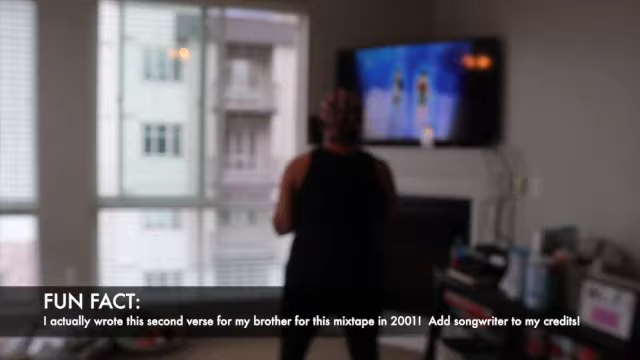 FUN FACT:
I actually wrote this second verse for my brother for this mixtape in 2001!  Add songwriter to my credits!